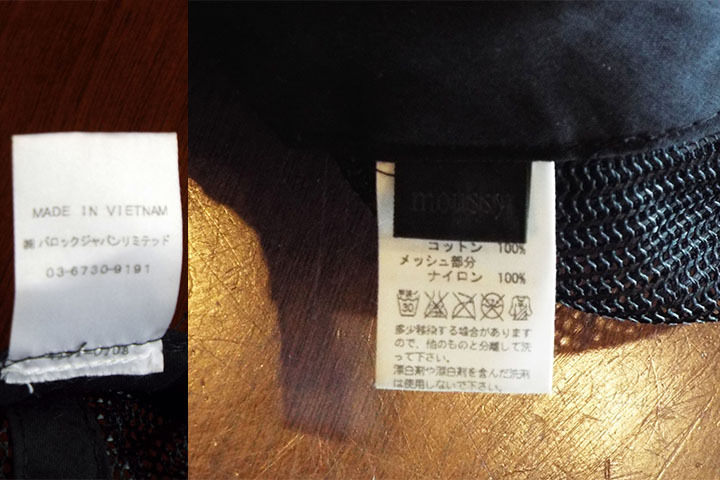 MADE IN VIETNAM
㈱バロックジャパンリミテッド
03-6730-9191
moussy
コットン 100%
メッシュ部分
ナイロン 100%
30
多少移染する場合があります
ので、他のものと分離して洗
って下さい。
漂白剤や漂白剤を含んだ洗剤
は使用しないで下さい。